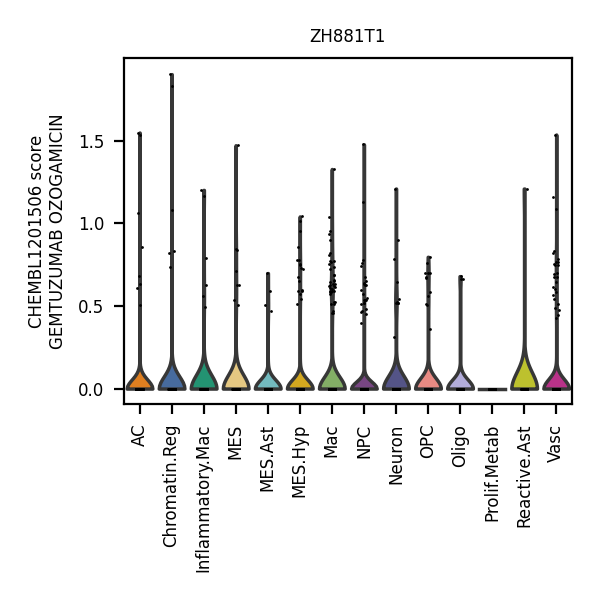 ZH881T1
CHEMBL1201506 score
GEMTUZUMAB OZOGAMICIN
1.5
1.0
0.5
0.0
AC
Chromatin.Reg
Inflammatory.Mac
MES
MES.Ast
MES.Hyp
Mac
NPC
Neuron
OPC
Oligo
Prolif.Metab
Reactive.Ast
Vasc